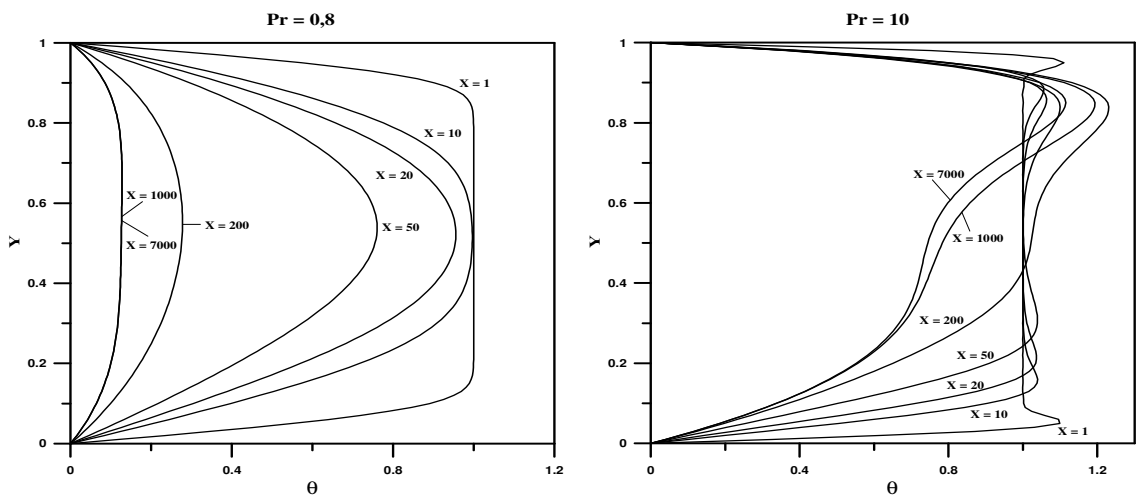 Pr = 0,8
1
0.8
0.6
0.4
0.2
0
Y
X = 1
X = 10
X = 20
X = 1000
X = 200
X = 50
X = 7000
0
0.4
0.8
1.2
θ
Pr = 10
1
0.8
0.6
0.4
0.2
0
Y
X = 7000
X = 1000
X = 200
X = 50
X = 20
X = 10
X = 1
0
0.4
0.8
1.2
θ